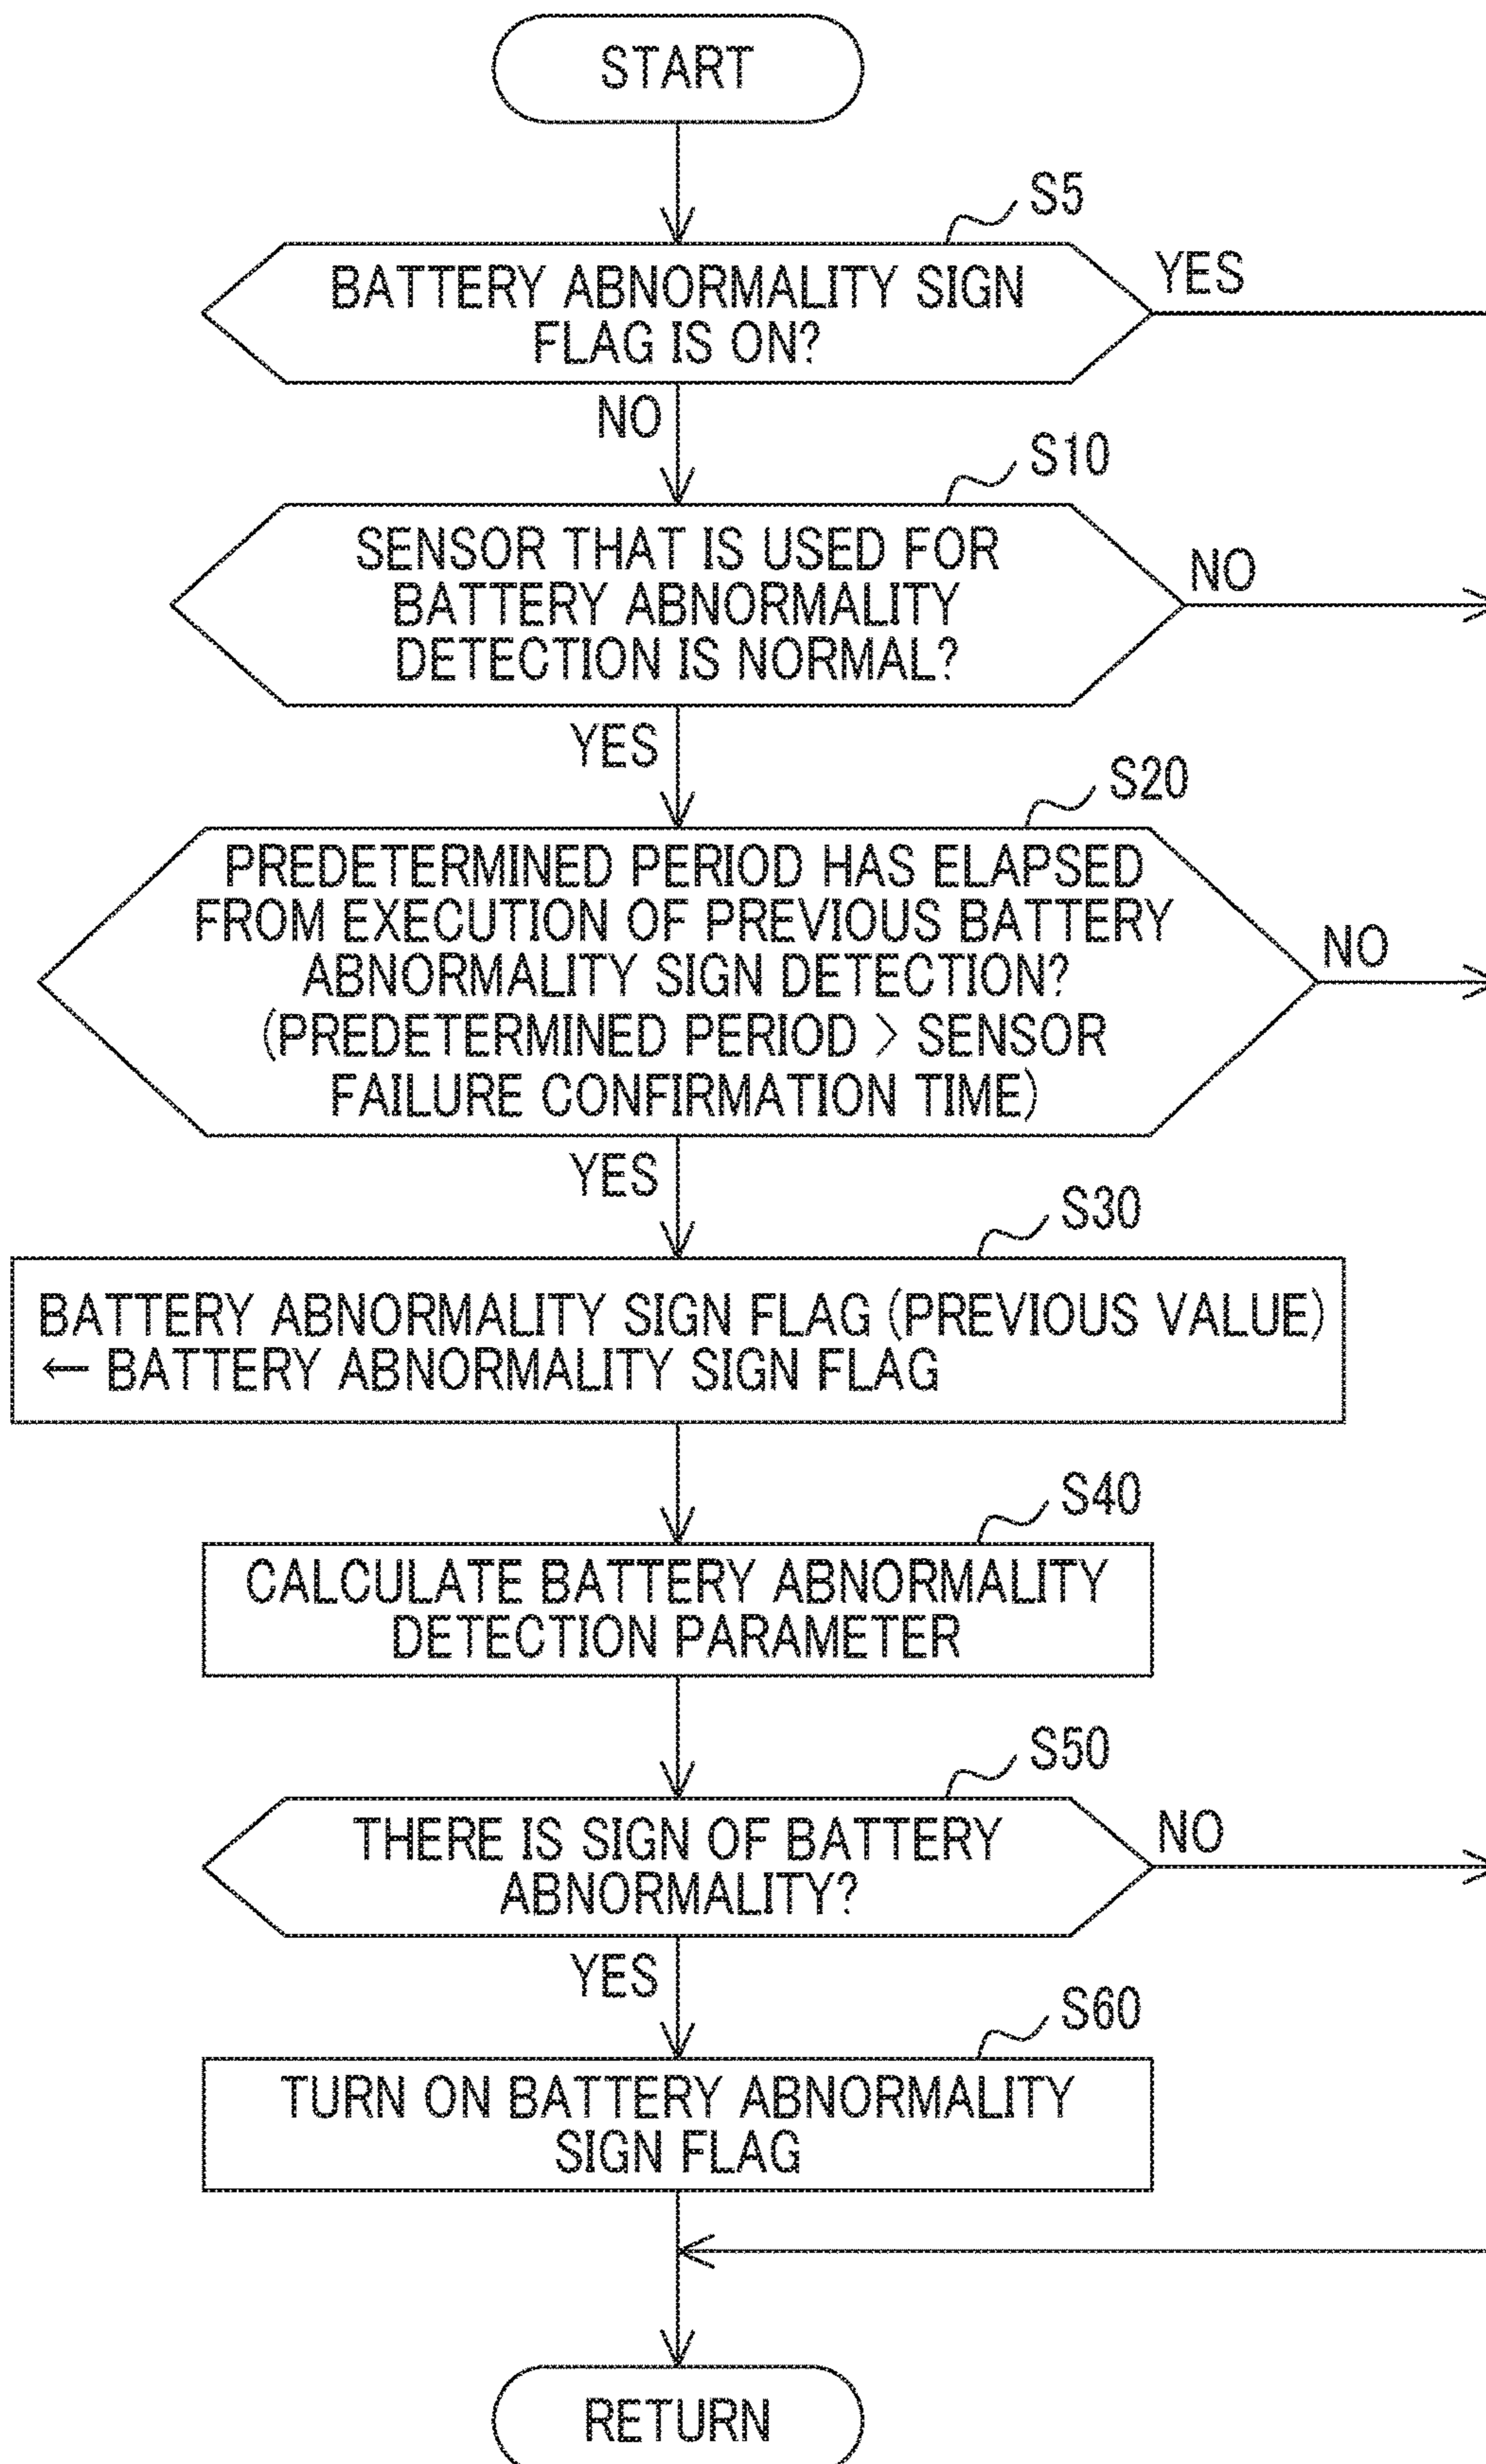 START
S5
BATTERY ABNORMALITY SIGN
FLAG IS ON?
YES
NO
S10
SENSOR THAT IS USED FOR
BATTERY ABNORMALITY
DETECTION IS NORMAL?
NO
YES
S20
PREDETERMINED PERIOD HAS ELAPSED
FROM EXECUTION OF PREVIOUS BATTERY
ABNORMALITY SIGN DETECTION?
(PREDETERMINED PERIOD > SENSOR
FAILURE CONFIRMATION TIME)
NO
YES
S30
BATTERY ABNORMALITY SIGN FLAG (PREVIOUS VALUE)
← BATTERY ABNORMALITY SIGN FLAG
S40
CALCULATE BATTERY ABNORMALITY
DETECTION PARAMETER
S50
THERE IS SIGN OF BATTERY
ABNORMALITY?
NO
YES
S60
TURN ON BATTERY ABNORMALITY
SIGN FLAG
RETURN